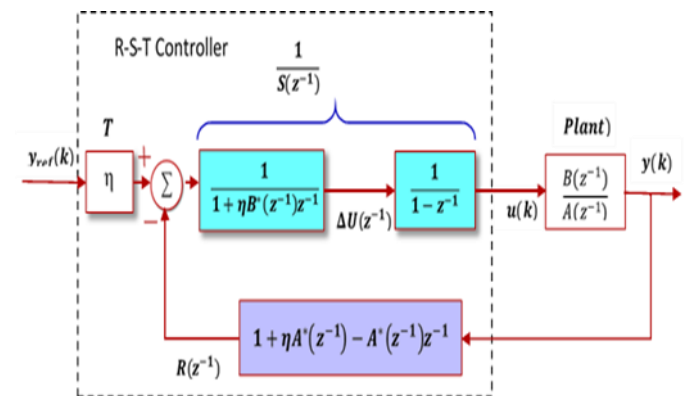 R-S-T Controller
1
S(z⁻¹)
T
Plant)
y_ref(k)
η
+
Σ
−
1
1 + ηB*(z⁻¹)z⁻¹
ΔU(z⁻¹)
1
1 − z⁻¹
u(k)
B(z⁻¹)
A(z⁻¹)
y(k)
1 + ηA*(z⁻¹) − A*(z⁻¹)z⁻¹
R(z⁻¹)